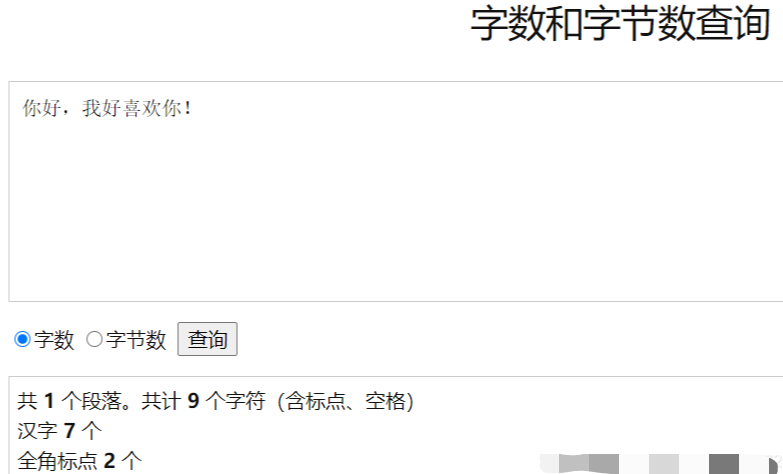 字数和字节数查询
你好，我好喜欢你！
字数 字节数 查询
共 1 个段落。共计 9 个字符（含标点、空格）
汉字 7 个
全角标点 2 个